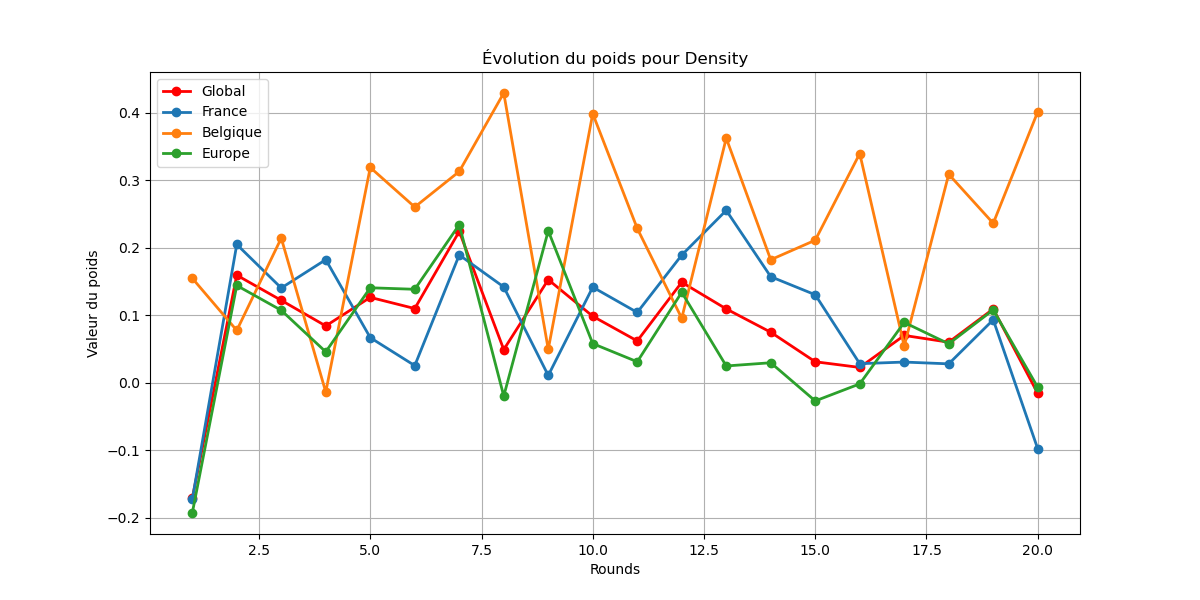 Évolution du poids pour Density
Global
France
Belgique
Europe
Valeur du poids
0.4
0.3
0.2
0.1
0.0
−0.1
−0.2
2.5 5.0 7.5 10.0 12.5 15.0 17.5 20.0
Rounds